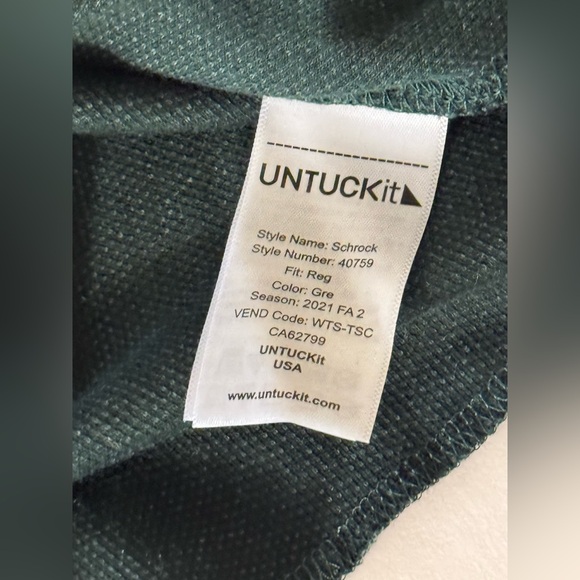 UNTUCKit
Style Name: Schrock
Style Number: 40759
Fit: Reg
Color: Gre
Season: 2021 FA 2
VEND Code: WTS-TSC
CA62799
UNTUCKit
USA
www.untuckit.com